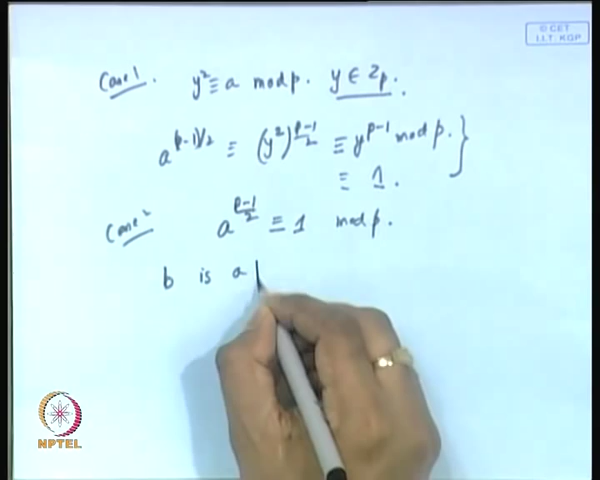 © CET
I.I.T. KGP
Case 1. y² ≡ a mod p. y ∈ Zp.
a^(p-1)/2 ≡ (y²)^(p-1)/2 ≡ y^(p-1) mod p.
≡ 1.
Case 2 a^(p-1)/2 ≡ 1 mod p.
b is a
NPTEL